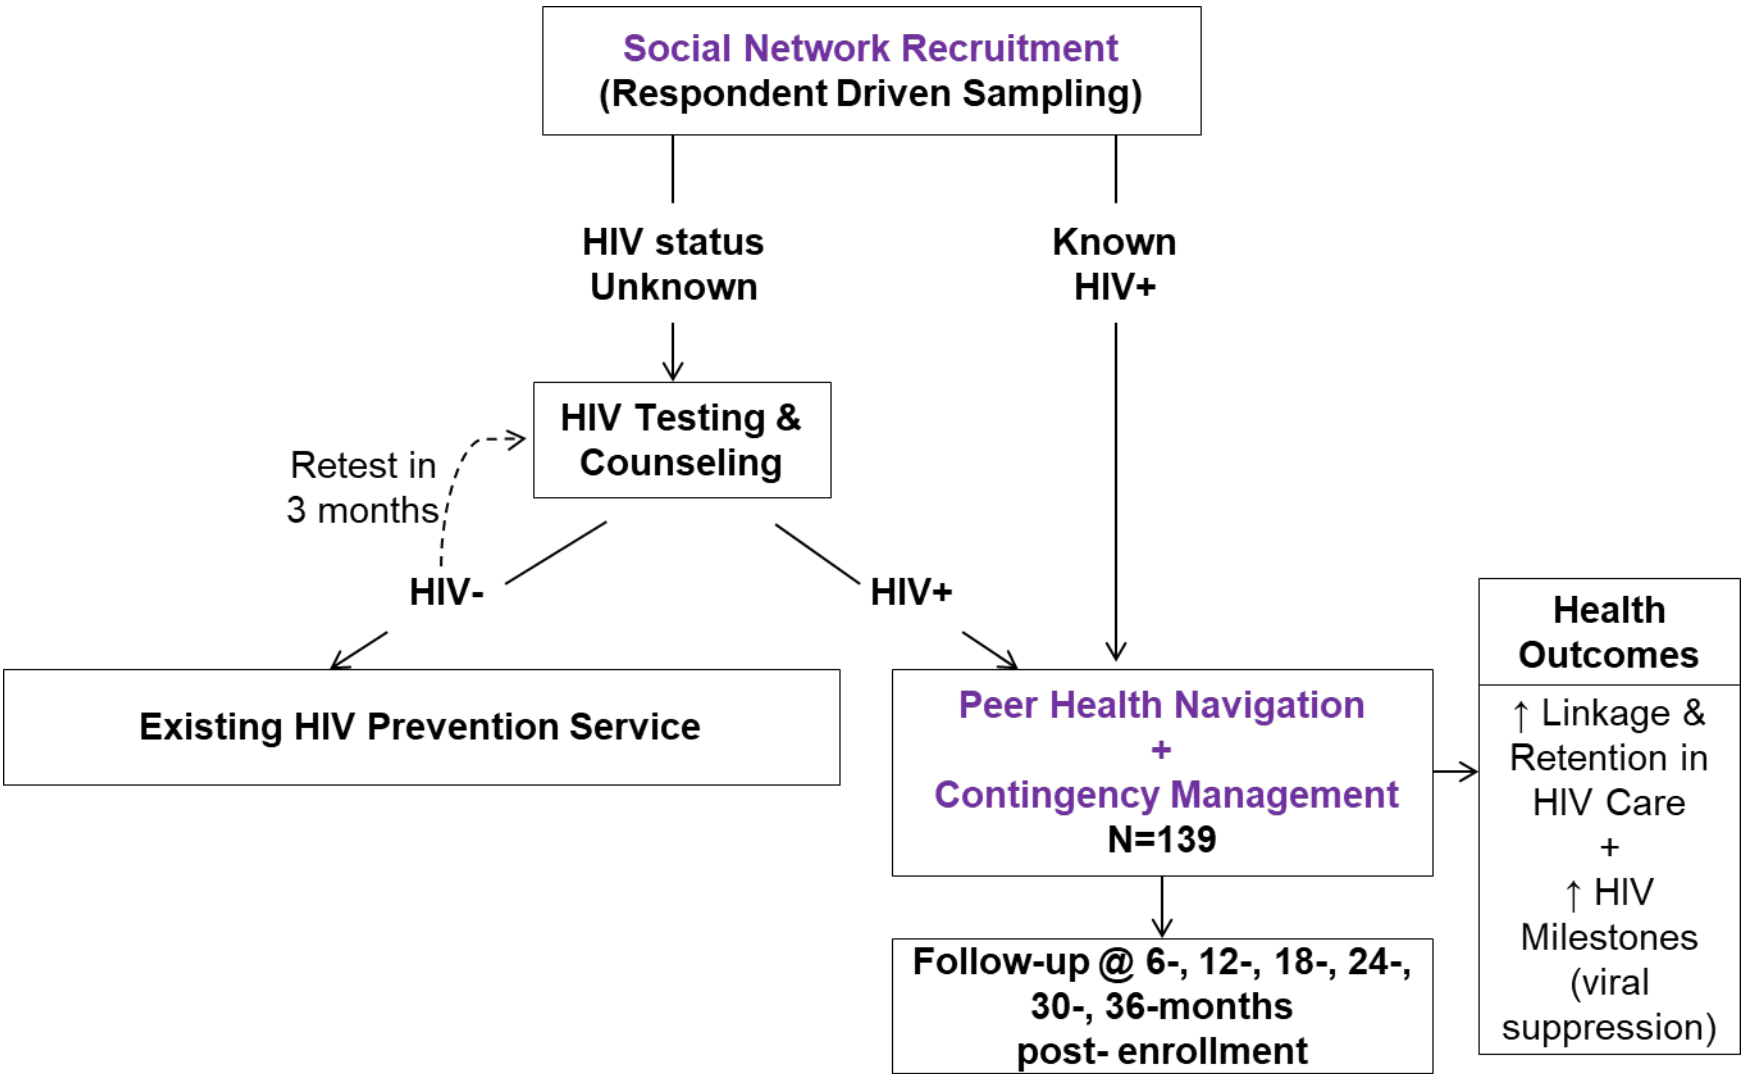 Social Network Recruitment
(Respondent Driven Sampling)
HIV status
Unknown
Known
HIV+
HIV Testing &
Counseling
Retest in
3 months
HIV-
HIV+
Existing HIV Prevention Service
Peer Health Navigation
+
Contingency Management
N=139
Follow-up @ 6-, 12-, 18-, 24-,
30-, 36-months
post- enrollment
Health
Outcomes
↑ Linkage &
Retention in
HIV Care
+
↑ HIV
Milestones
(viral
suppression)